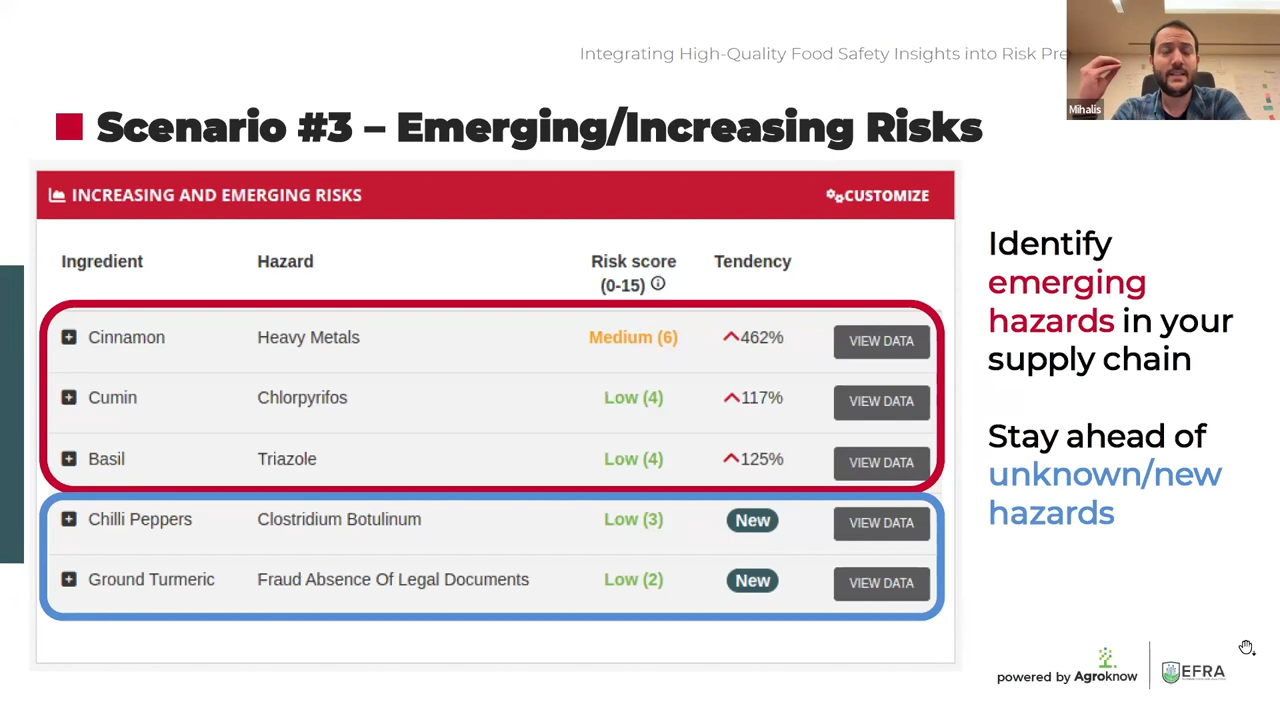 Integrating High-Quality Food Safety Insights into Risk Pre
Mihalis
Scenario #3 – Emerging/Increasing Risks
INCREASING AND EMERGING RISKS
CUSTOMIZE
Ingredient Hazard Risk score (0-15) Tendency
Cinnamon Heavy Metals Medium (6) 462% VIEW DATA
Cumin Chlorpyrifos Low (4) 117% VIEW DATA
Basil Triazole Low (4) 125% VIEW DATA
Chilli Peppers Clostridium Botulinum Low (3) New VIEW DATA
Ground Turmeric Fraud Absence Of Legal Documents Low (2) New VIEW DATA
Identify
emerging
hazards in your
supply chain
Stay ahead of
unknown/new
hazards
powered by Agroknow
EFRA